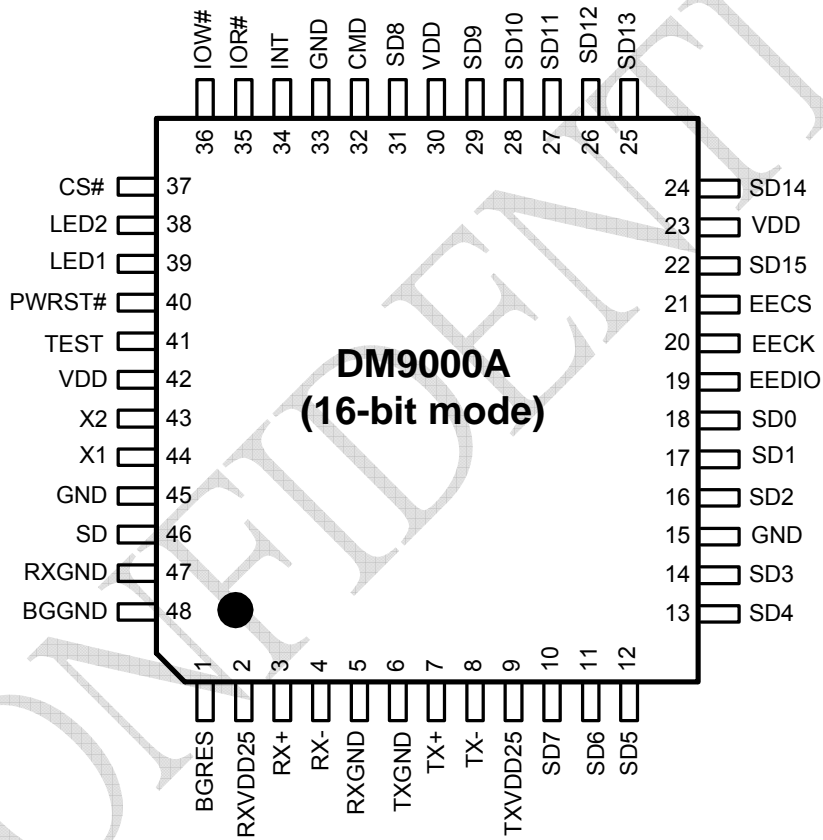 IOW# IOR# INT GND CMD SD8 VDD SD9 SD10 SD11 SD12 SD13
36 35 34 33 32 31 30 29 28 27 26 25
CS# 37 24 SD14
LED2 38 23 VDD
LED1 39 22 SD15
PWRST# 40 21 EECS
TEST 41 20 EECK
VDD 42 19 EEDIO
DM9000A
(16-bit mode)
X2 43 18 SD0
X1 44 17 SD1
GND 45 16 SD2
SD 46 15 GND
RXGND 47 14 SD3
BGGND 48 13 SD4
1 2 3 4 5 6 7 8 9 10 11 12
BGRES RXVDD25 RX+ RX- RXGND TXGND TX+ TX- TXVDD25 SD7 SD6 SD5
ONFIDENT